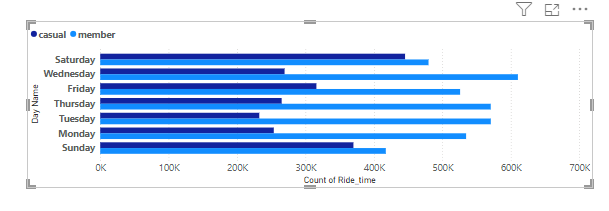 casual member
Saturday
Wednesday
Friday
Thursday
Tuesday
Monday
Sunday
Day Name
0K 100K 200K 300K 400K 500K 600K 700K
Count of Ride_time